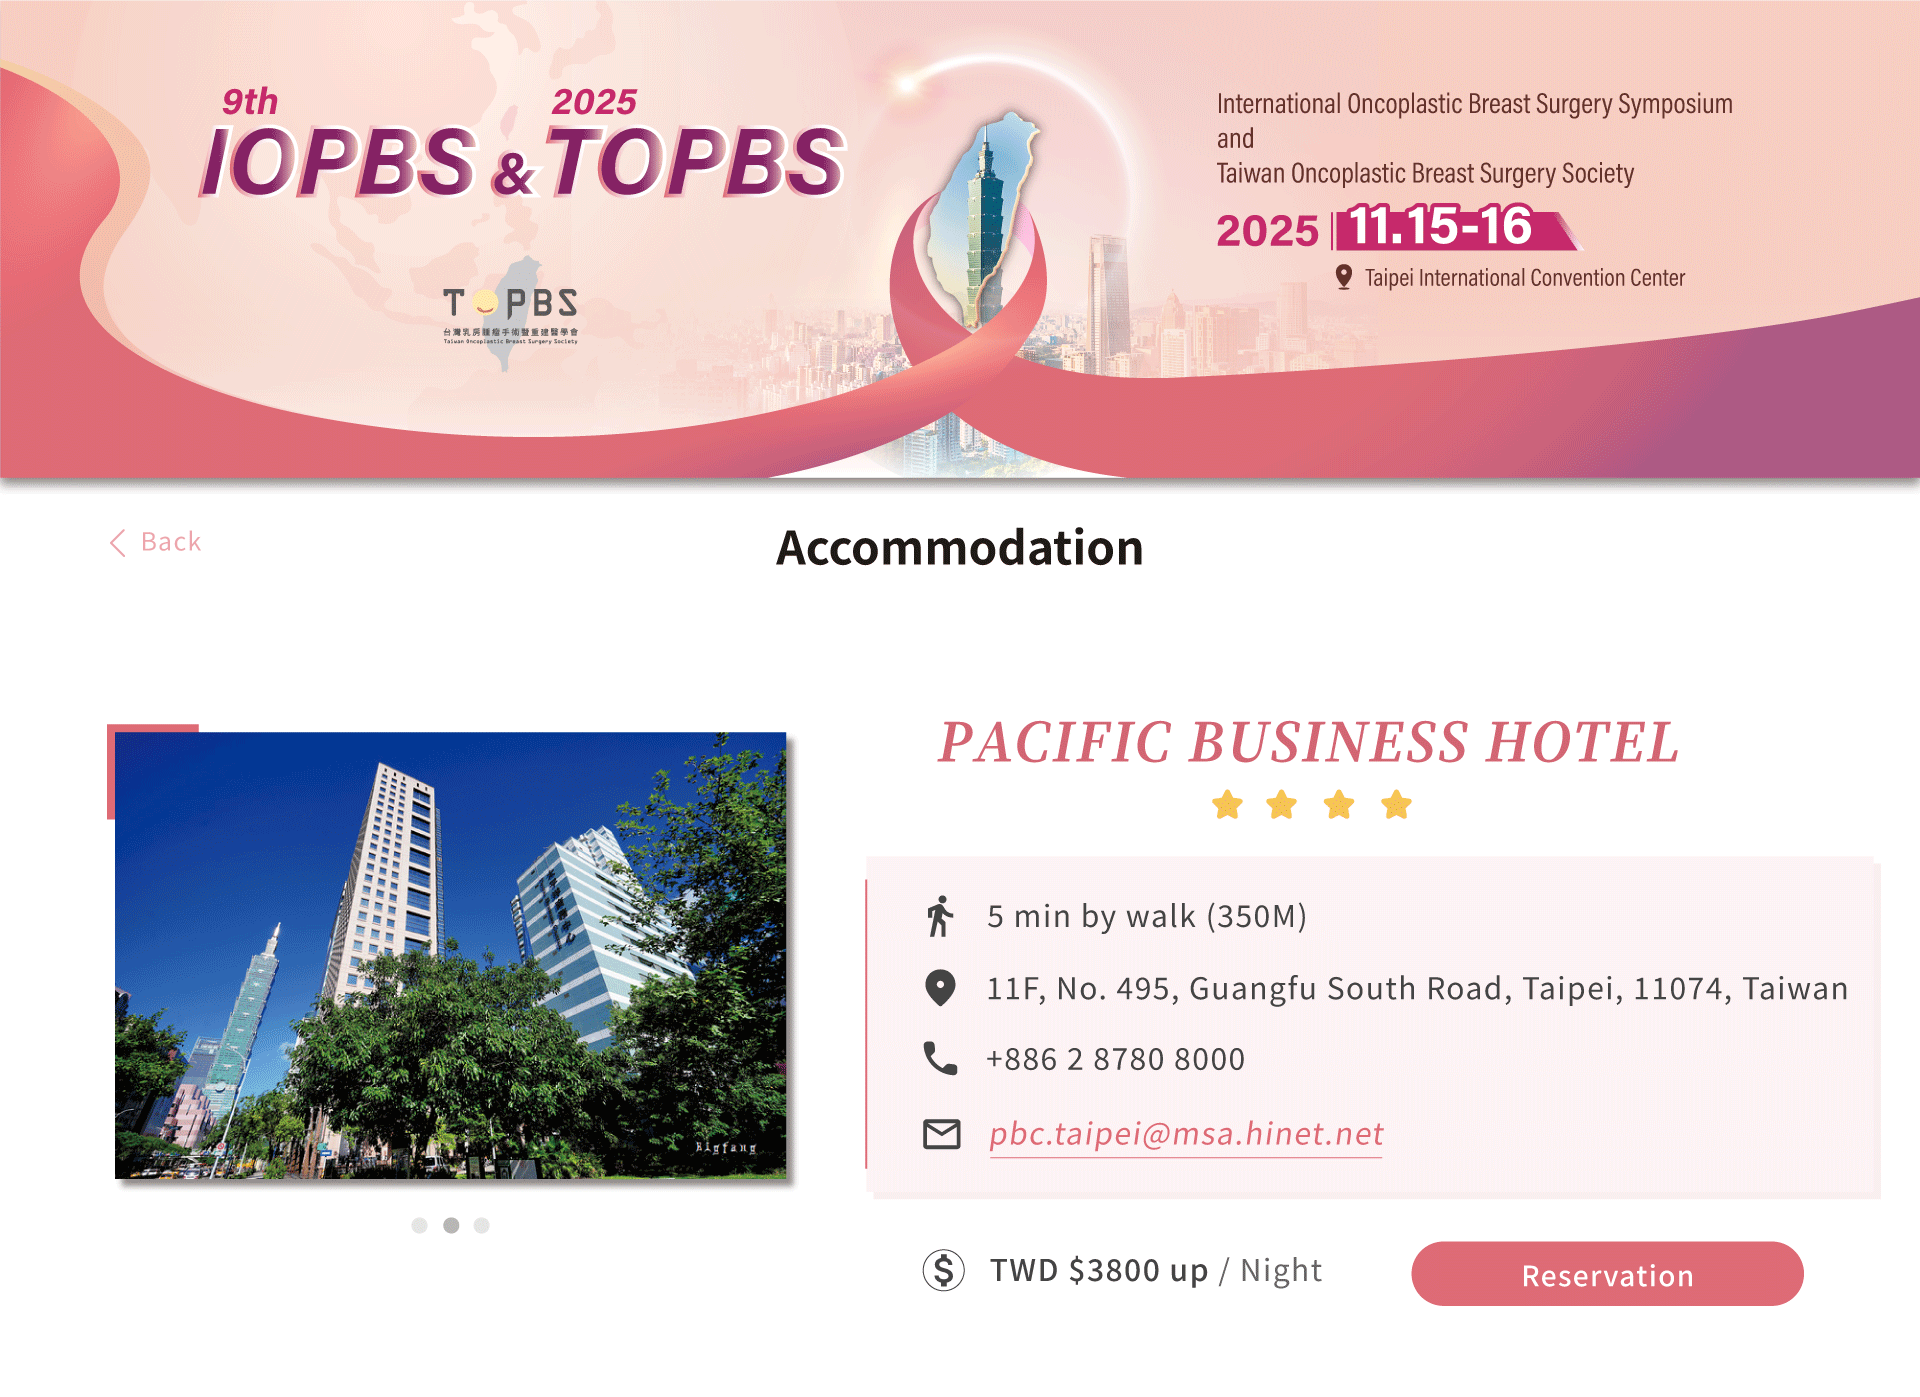 9th
IOPBS &
2025
TOPBS
TOPBS
台灣乳房腫瘤手術暨重建醫學會
Taiwan Oncoplastic Breast Surgery Society
International Oncoplastic Breast Surgery Symposium
and
Taiwan Oncoplastic Breast Surgery Society
2025 | 11.15-16
Taipei International Convention Center
Back
Accommodation
PACIFIC BUSINESS HOTEL
5 min by walk (350M)
11F, No. 495, Guangfu South Road, Taipei, 11074, Taiwan
+886 2 8780 8000
pbc.taipei@msa.hinet.net
TWD $3800 up / Night
Reservation